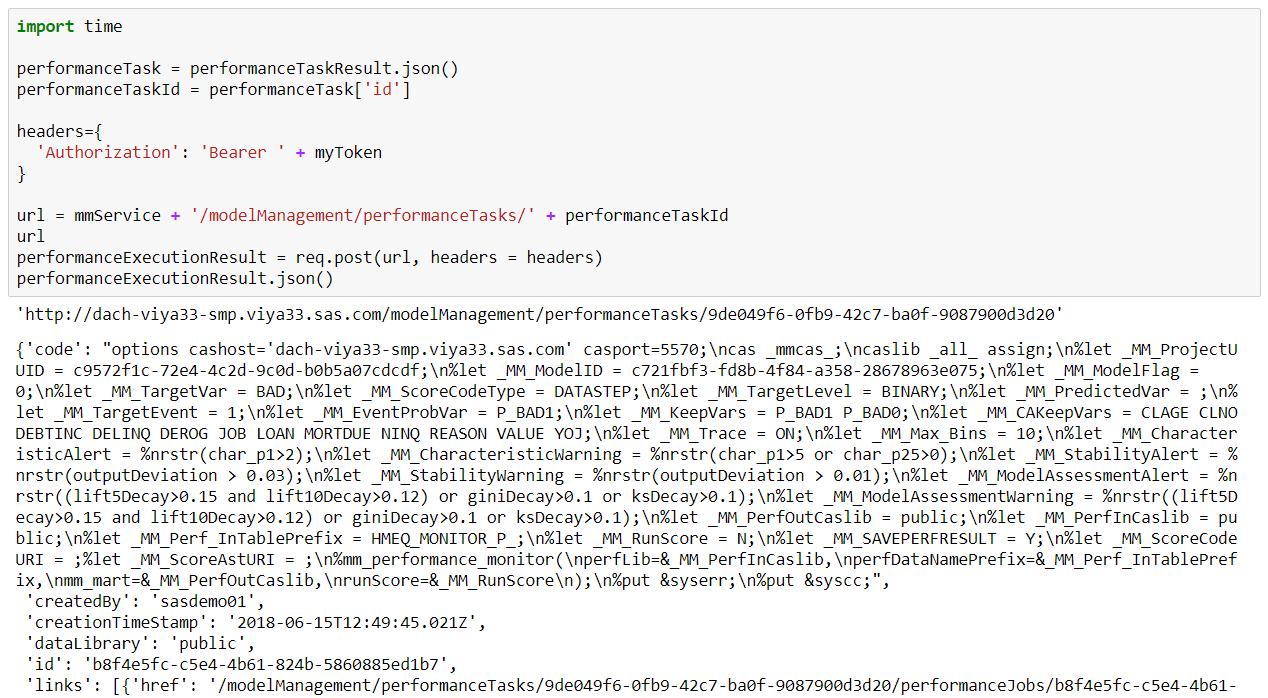 import time
performanceTask = performanceTaskResult.json()
performanceTaskId = performanceTask['id']
headers={
'Authorization': 'Bearer ' + myToken
}
url = mmService + '/modelManagement/performanceTasks/' + performanceTaskId
url
performanceExecutionResult = req.post(url, headers = headers)
performanceExecutionResult.json()
'http://dach-viya33-smp.viya33.sas.com/modelManagement/performanceTasks/9de049f6-0fb9-42c7-ba0f-9087900d3d20'
{'code': "options cashost='dach-viya33-smp.viya33.sas.com' casport=5570;\ncas _mmcas_;\ncaslib _all_ assign;\n%let _MM_ProjectU
UID = c9572f1c-72e4-4c2d-9c0d-b0b5a07cdcdf;\n%let _MM_ModelID = c721fbf3-fd8b-4f84-a358-28678963e075;\n%let _MM_ModelFlag =
0;\n%let _MM_TargetVar = BAD;\n%let _MM_ScoreCodeType = DATASTEP;\n%let _MM_TargetLevel = BINARY;\n%let _MM_PredictedVar = ;\n%
let _MM_TargetEvent = 1;\n%let _MM_EventProbVar = P_BAD1;\n%let _MM_KeepVars = P_BAD1 P_BAD0;\n%let _MM_CAKeepVars = CLAGE CLNO
DEBTINC DELINQ DEROG JOB LOAN MORTDUE NINQ REASON VALUE YOJ;\n%let _MM_Trace = ON;\n%let _MM_Max_Bins = 10;\n%let _MM_Character
isticAlert = %nrstr(char_p1>2);\n%let _MM_CharacteristicWarning = %nrstr(char_p1>5 or char_p25>0);\n%let _MM_StabilityAlert = %
nrstr(outputDeviation > 0.03);\n%let _MM_StabilityWarning = %nrstr(outputDeviation > 0.01);\n%let _MM_ModelAssessmentAlert = %n
rstr((lift5Decay>0.15 and lift10Decay>0.12) or giniDecay>0.1 or ksDecay>0.1);\n%let _MM_ModelAssessmentWarning = %nrstr((lift5D
ecay>0.15 and lift10Decay>0.12) or giniDecay>0.1 or ksDecay>0.1);\n%let _MM_PerfOutCaslib = public;\n%let _MM_PerfInCaslib = pu
blic;\n%let _MM_Perf_InTablePrefix = HMEQ_MONITOR_P_;\n%let _MM_RunScore = N;\n%let _MM_SAVEPERFRESULT = Y;\n%let _MM_ScoreCode
URI = ;%let _MM_ScoreAstURI = ;\n%mm_performance_monitor(\nperfLib=&_MM_PerfInCaslib,\nperfDataNamePrefix=&_MM_Perf_InTablePref
ix,\nmm_mart=&_MM_PerfOutCaslib,\nrunScore=&_MM_RunScore\n);\n%put &syserr;\n%put &syscc;",
'createdBy': 'sasdemo01',
'creationTimeStamp': '2018-06-15T12:49:45.021Z',
'dataLibrary': 'public',
'id': 'b8f4e5fc-c5e4-4b61-824b-5860885ed1b7',
'links': [{'href': '/modelManagement/performanceTasks/9de049f6-0fb9-42c7-ba0f-9087900d3d20/performanceJobs/b8f4e5fc-c5e4-4b61-